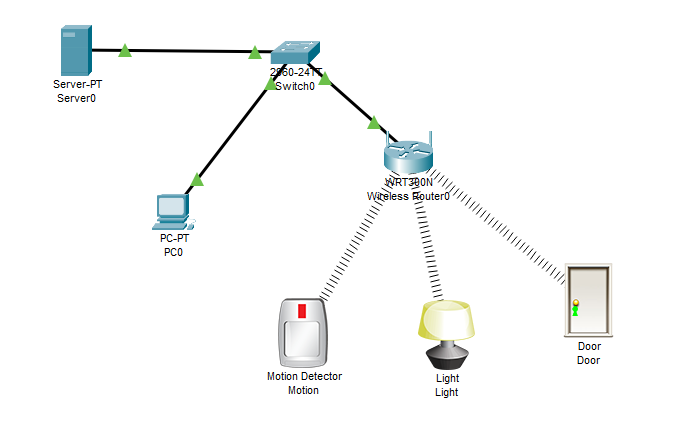 Server-PT
Server0
2960-24TT
Switch0
WRT300N
Wireless Router0
PC-PT
PC0
Motion Detector
Motion
Light
Light
Door
Door